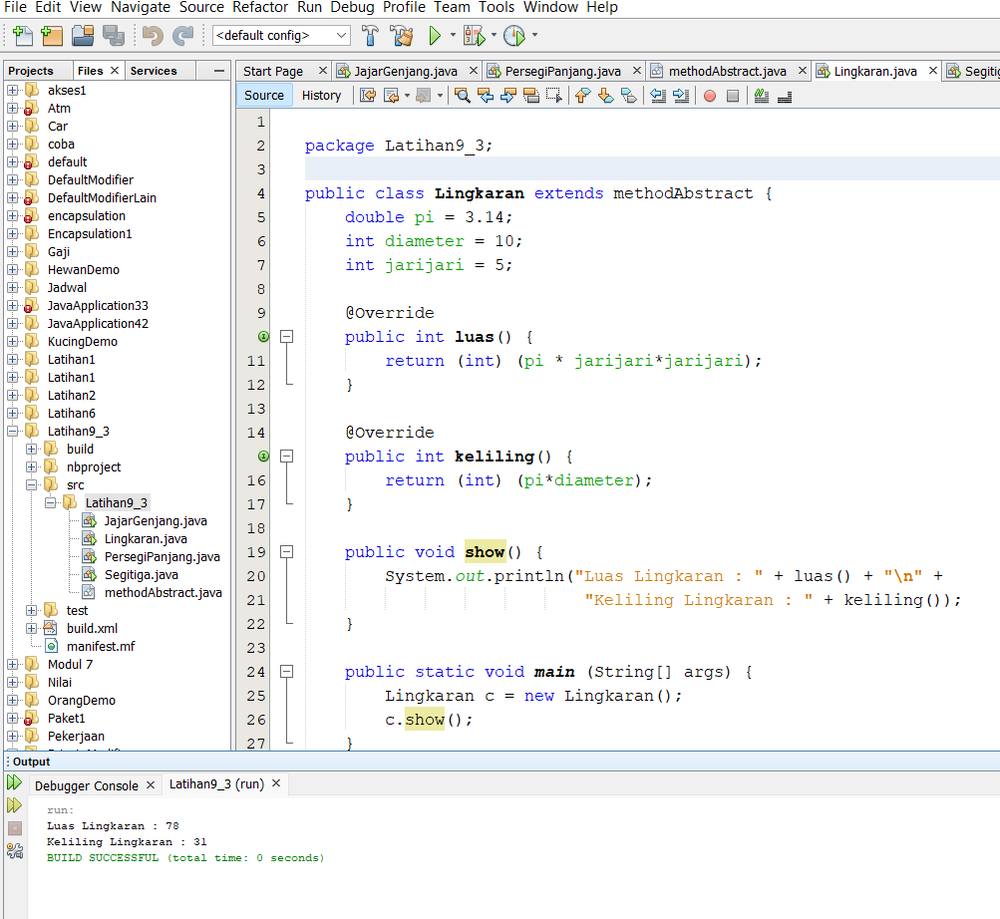 File Edit View Navigate Source Refactor Run Debug Profile Team Tools Window Help
<default config>
Projects Files Services
Start Page JajarGenjang.java PersegiPanjang.java methodAbstract.java Lingkaran.java
Source History
akses1
Atm
Car
coba
default
DefaultModifier
DefaultModifierLain
encapsulation
Encapsulation1
Gaji
HewanDemo
Jadwal
JavaApplication33
JavaApplication42
KucingDemo
Latihan1
Latihan1
Latihan2
Latihan6
Latihan9_3
build
nbproject
src
Latihan9_3
JajarGenjang.java
Lingkaran.java
PersegiPanjang.java
Segitiga.java
methodAbstract.java
test
build.xml
manifest.mf
Modul 7
Nilai
OrangDemo
Paket1
Pekerjaan
1
2 package Latihan9_3;
3
4 public class Lingkaran extends methodAbstract {
5 double pi = 3.14;
6 int diameter = 10;
7 int jarijari = 5;
8
9 @Override
public int luas() {
11 return (int) (pi * jarijari*jarijari);
12 }
13
14 @Override
public int keliling() {
16 return (int) (pi*diameter);
17 }
18
19 public void show() {
20 System.out.println("Luas Lingkaran : " + luas() + "\n" +
21 "Keliling Lingkaran : " + keliling());
22 }
23
24 public static void main (String[] args) {
25 Lingkaran c = new Lingkaran();
26 c.show();
27 }
Output
Debugger Console Latihan9_3 (run)
run:
Luas Lingkaran : 78
Keliling Lingkaran : 31
BUILD SUCCESSFUL (total time: 0 seconds)